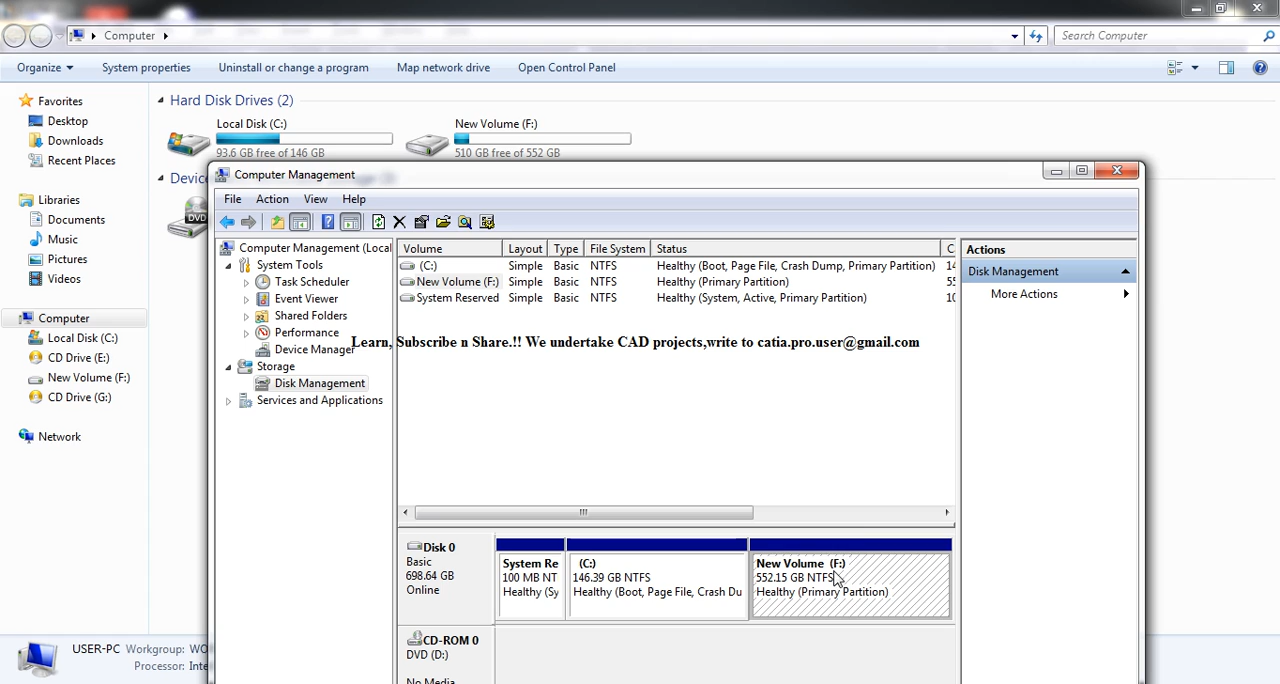 Computer
Search Computer
Organize System properties Uninstall or change a program Map network drive Open Control Panel
Favorites
Desktop
Downloads
Recent Places
Libraries
Documents
Music
Pictures
Videos
Computer
Local Disk (C:)
CD Drive (E:)
New Volume (F:)
CD Drive (G:)
Network
Hard Disk Drives (2)
Local Disk (C:)
93.6 GB free of 146 GB
New Volume (F:)
510 GB free of 552 GB
Devic
DVD
Computer Management
File Action View Help
Computer Management (Local
System Tools
Task Scheduler
Event Viewer
Shared Folders
Performance
Device Manager
Storage
Disk Management
Services and Applications
Volume Layout Type File System Status C
(C:) Simple Basic NTFS Healthy (Boot, Page File, Crash Dump, Primary Partition) 14
New Volume (F:) Simple Basic NTFS Healthy (Primary Partition) 55
System Reserved Simple Basic NTFS Healthy (System, Active, Primary Partition) 10
Learn, Subscribe n Share.!! We undertake CAD projects,write to catia.pro.user@gmail.com
Actions
Disk Management
More Actions
Disk 0
Basic
698.64 GB
Online
System Re
100 MB NT
Healthy (Sy
(C:)
146.39 GB NTFS
Healthy (Boot, Page File, Crash Du
New Volume (F:)
552.15 GB NTFS
Healthy (Primary Partition)
CD-ROM 0
DVD (D:)
No Media
USER-PC Workgroup: WO
Processor: Inte